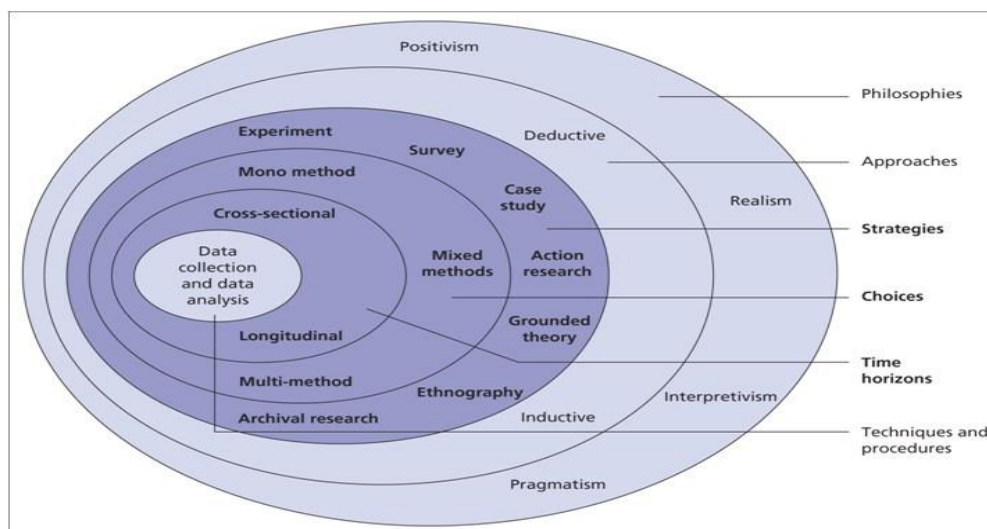 Positivism
Philosophies
Deductive
Approaches
Experiment
Survey
Mono method
Case
study
Realism
Cross-sectional
Strategies
Data
collection
and data
analysis
Mixed
methods
Action
research
Choices
Longitudinal
Grounded
theory
Time
horizons
Multi-method
Ethnography
Interpretivism
Archival research
Inductive
Techniques and
procedures
Pragmatism